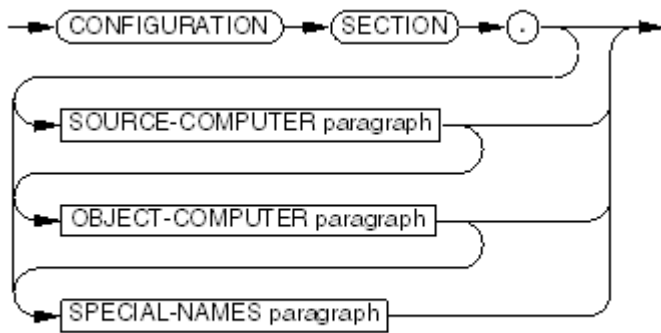 CONFIGURATION SECTION .
SOURCE-COMPUTER paragraph
OBJECT-COMPUTER paragraph
SPECIAL-NAMES paragraph